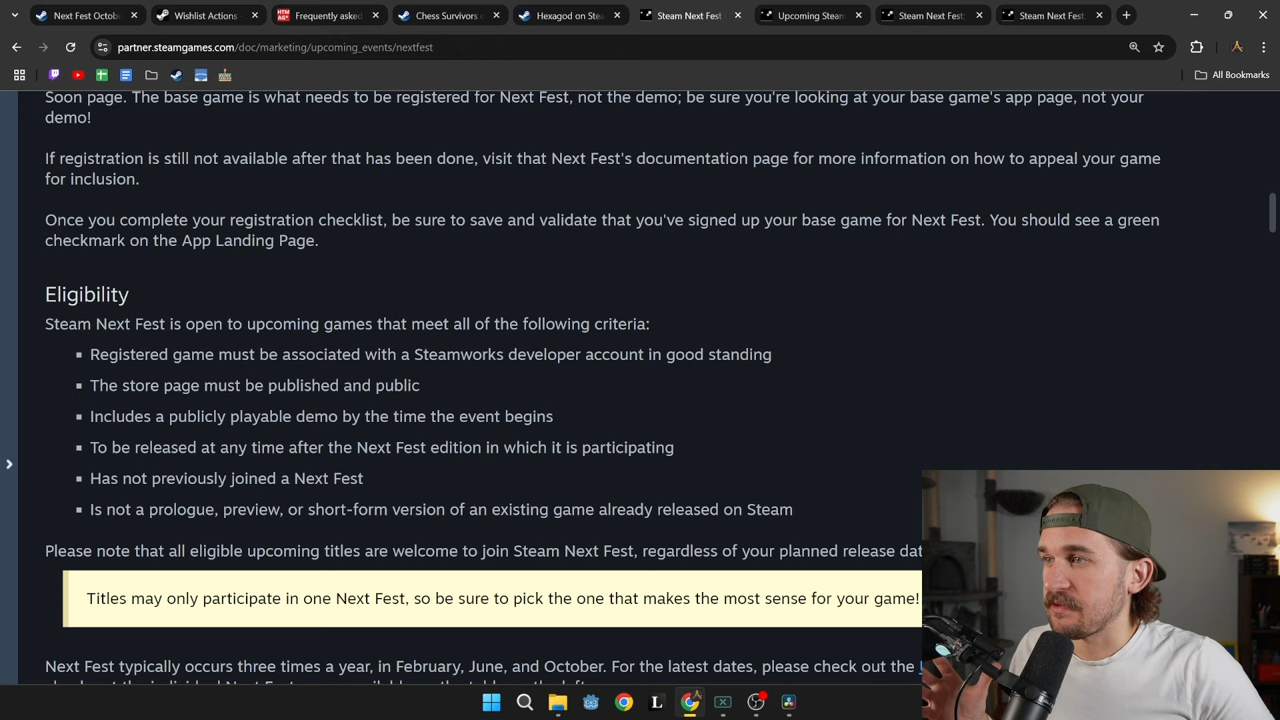 Next Fest Octob
Wishlist Actions -
Frequently asked
Chess Survivors o
Hexagod on Stea
Steam Next Fest
Upcoming Steam
Steam Next Fest:
Steam Next Fest
partner.steamgames.com/doc/marketing/upcoming_events/nextfest
All Bookmarks
Soon page. The base game is what needs to be registered for Next Fest, not the demo; be sure you're looking at your base game's app page, not your
demo!
If registration is still not available after that has been done, visit that Next Fest's documentation page for more information on how to appeal your game
for inclusion.
Once you complete your registration checklist, be sure to save and validate that you've signed up your base game for Next Fest. You should see a green
checkmark on the App Landing Page.
Eligibility
Steam Next Fest is open to upcoming games that meet all of the following criteria:
Registered game must be associated with a Steamworks developer account in good standing
The store page must be published and public
Includes a publicly playable demo by the time the event begins
To be released at any time after the Next Fest edition in which it is participating
Has not previously joined a Next Fest
Is not a prologue, preview, or short-form version of an existing game already released on Steam
Please note that all eligible upcoming titles are welcome to join Steam Next Fest, regardless of your planned release dat
Titles may only participate in one Next Fest, so be sure to pick the one that makes the most sense for your game!
Next Fest typically occurs three times a year, in February, June, and October. For the latest dates, please check out the